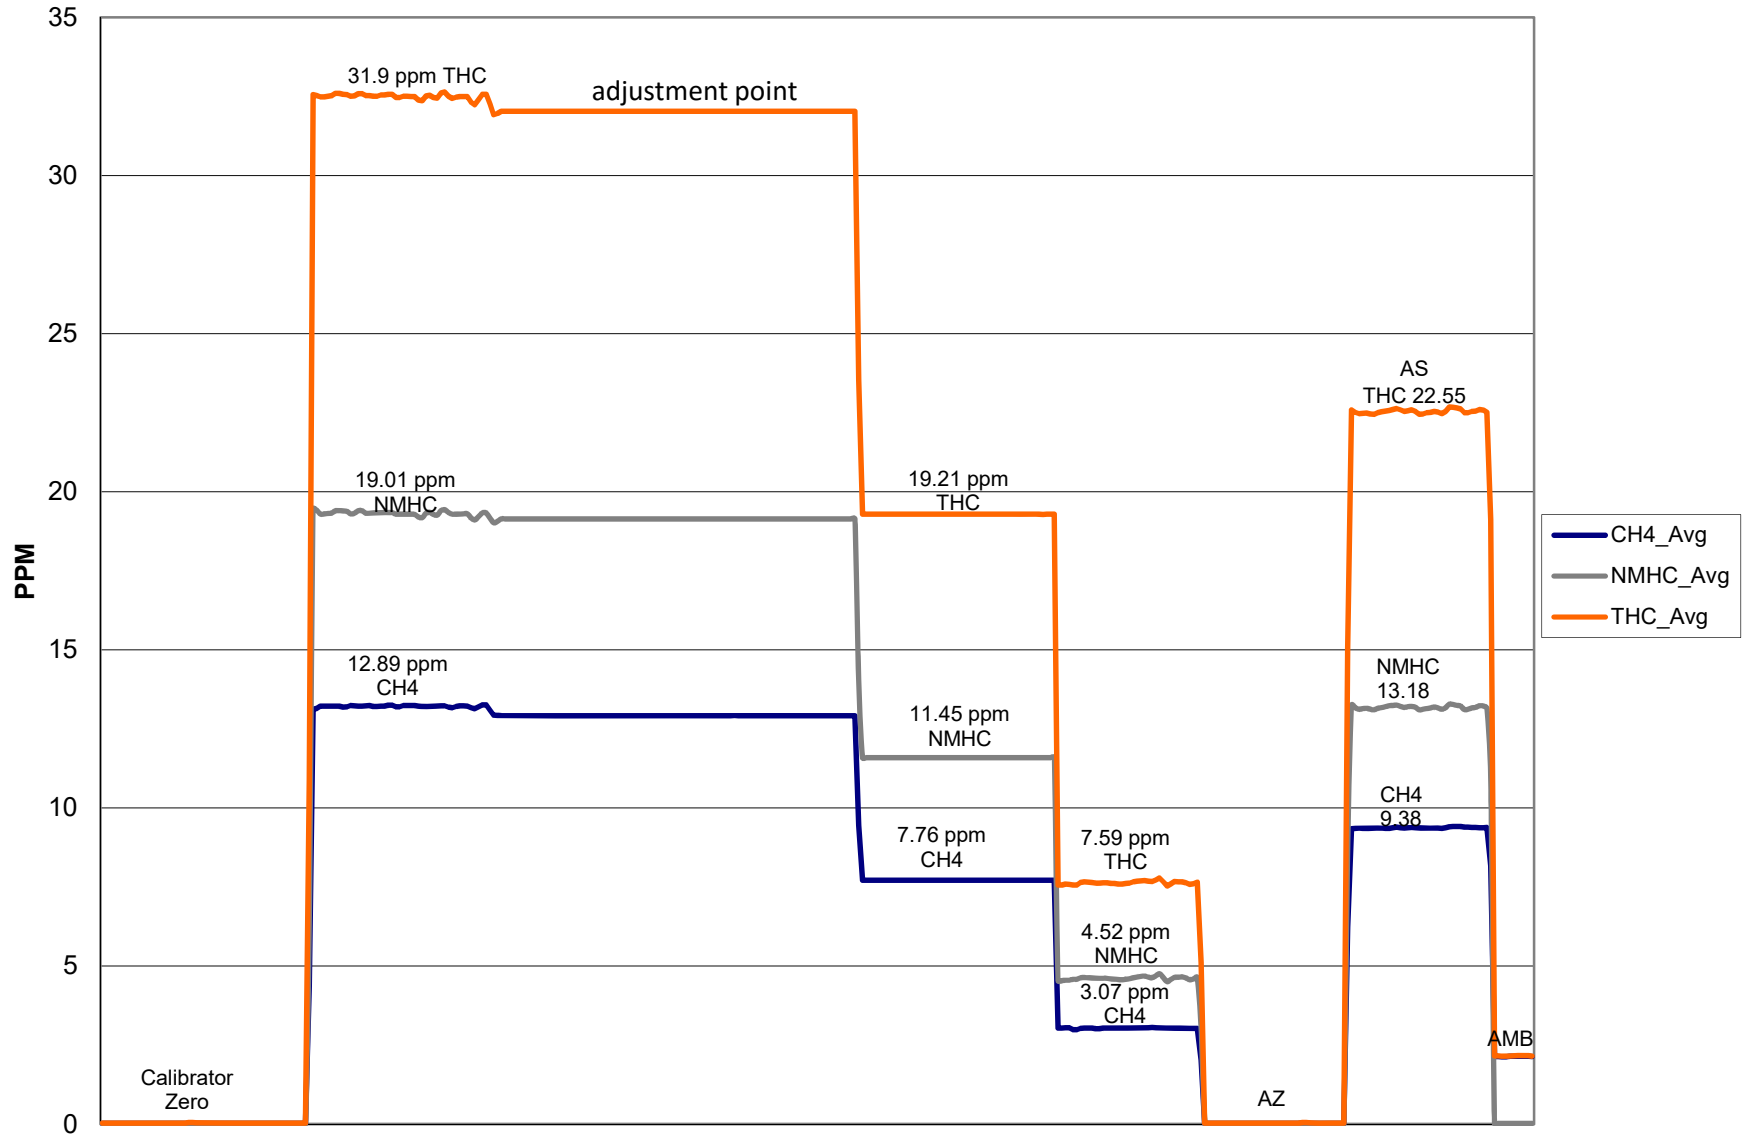 35
30
25
20
15
10
5
0
PPM
31.9 ppm THC
adjustment point
19.01 ppm
NMHC
12.89 ppm
CH4
19.21 ppm
THC
11.45 ppm
NMHC
7.76 ppm
CH4
7.59 ppm
THC
4.52 ppm
NMHC
3.07 ppm
CH4
AS
THC 22.55
NMHC
13.18
CH4
9.38
Calibrator
Zero
AZ
AMB
CH4_Avg
NMHC_Avg
THC_Avg